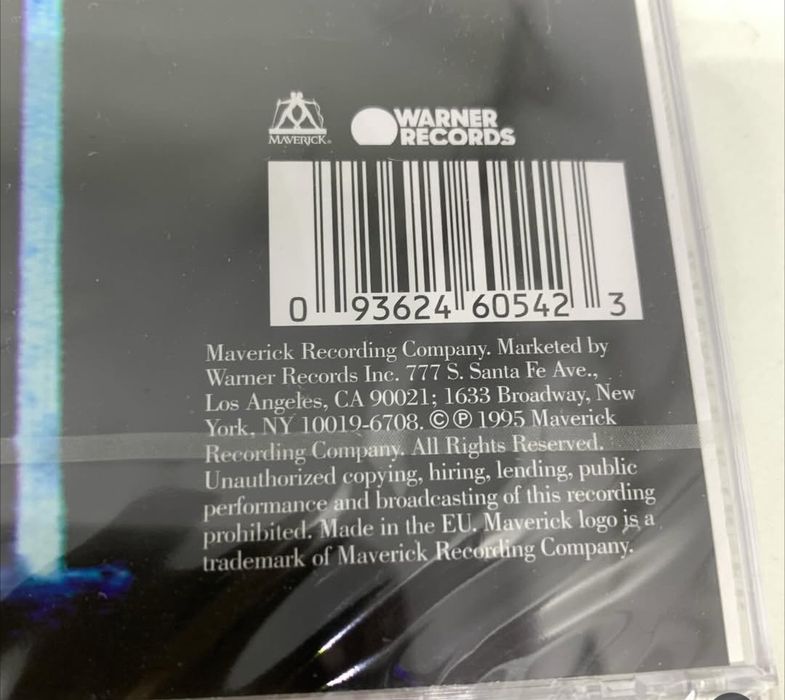 MAVERICK®
WARNER
RECORDS
0 93624 60542 3
Maverick Recording Company. Marketed by
Warner Records Inc. 777 S. Santa Fe Ave.,
Los Angeles, CA 90021; 1633 Broadway, New
York, NY 10019-6708. © ℗ 1995 Maverick
Recording Company. All Rights Reserved.
Unauthorized copying, hiring, lending, public
performance and broadcasting of this recording
prohibited. Made in the EU. Maverick logo is a
trademark of Maverick Recording Company.